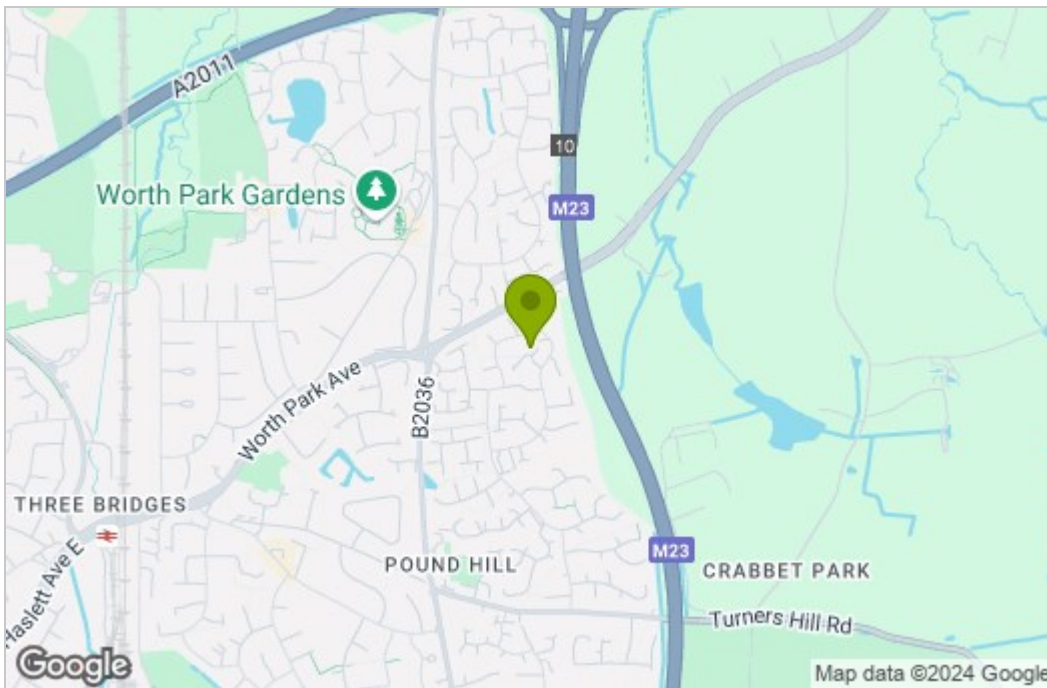 A2011
10
Worth Park Gardens
M23
Worth Park Ave
B2036
THREE BRIDGES
Haslett Ave E
POUND HILL
M23
CRABBET PARK
Turners Hill Rd
Google
Map data ©2024 Google